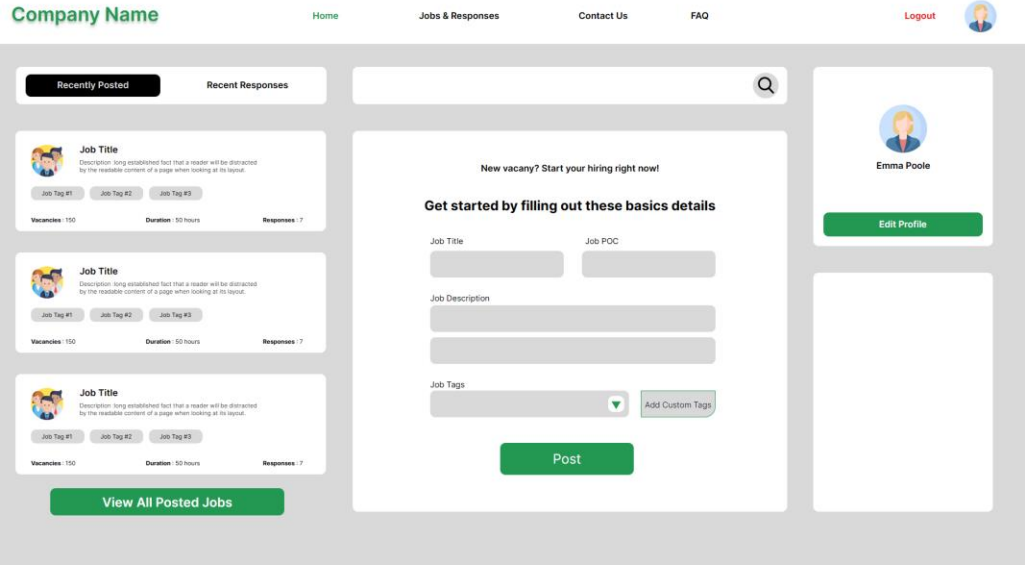 Company Name
Home
Jobs & Responses
Contact Us
FAQ
Logout
Recently Posted
Recent Responses
Job Title
Description :long established fact that a reader will be distracted
by the readable content of a page when looking at its layout.
Job Tag #1
Job Tag #2
Job Tag #3
Vacancies : 150
Duration : 50 hours
Responses : 7
Job Title
Description :long established fact that a reader will be distracted
by the readable content of a page when looking at its layout.
Job Tag #1
Job Tag #2
Job Tag #3
Vacancies : 150
Duration : 50 hours
Responses : 7
Job Title
Description :long established fact that a reader will be distracted
by the readable content of a page when looking at its layout.
Job Tag #1
Job Tag #2
Job Tag #3
Vacancies : 150
Duration : 50 hours
Responses : 7
View All Posted Jobs
New vacany? Start your hiring right now!
Get started by filling out these basics details
Job Title
Job POC
Job Description
Job Tags
Add Custom Tags
Post
Emma Poole
Edit Profile